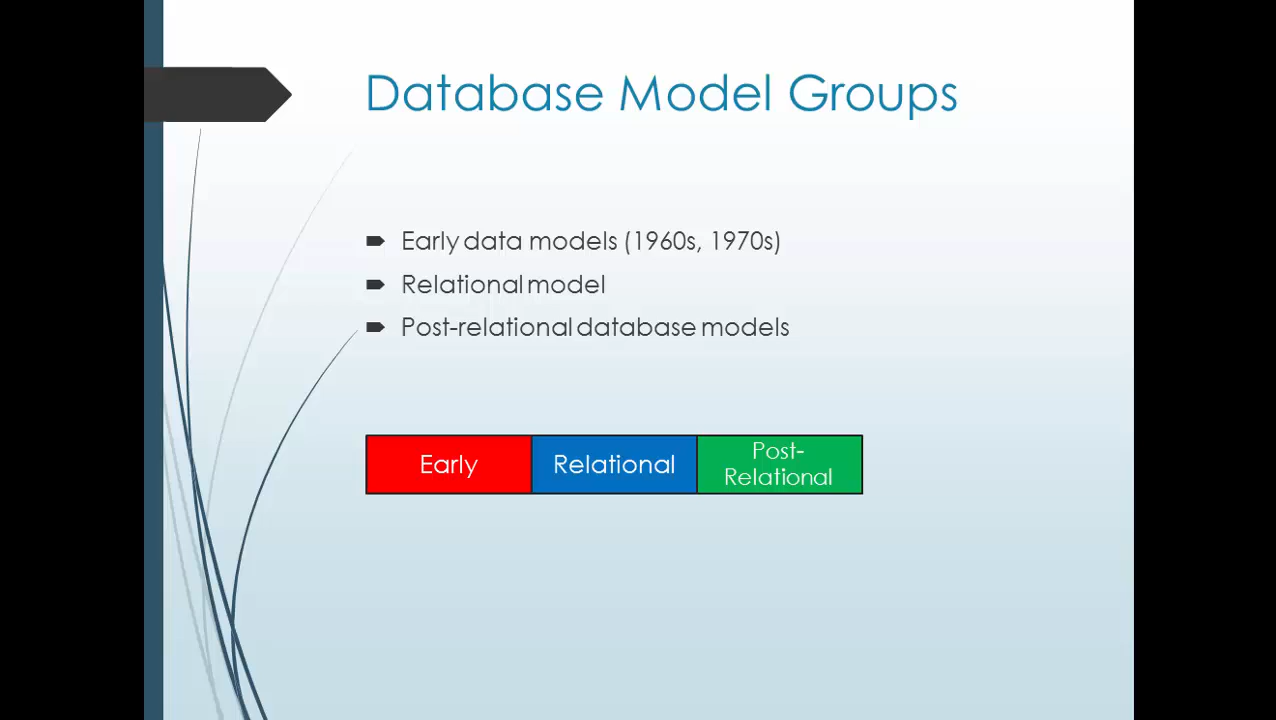 Database Model Groups
Early data models (1960s, 1970s)
Relational model
Post-relational database models
Early
Relational
Post-
Relational